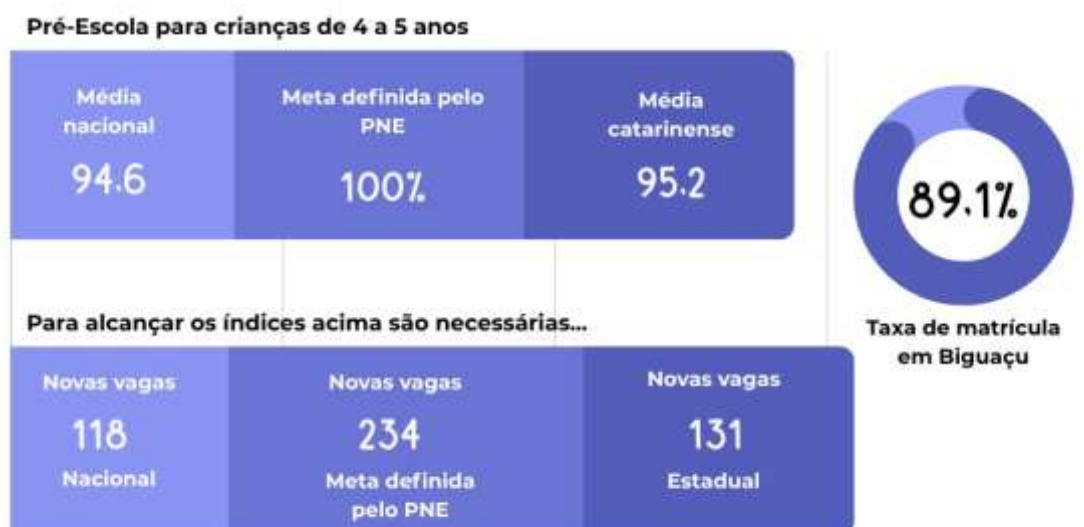 Pré-Escola para crianças de 4 a 5 anos
Média
nacional
94.6
Meta definida pelo
PNE
100%
Média
catarinense
95.2
89.1%
Taxa de matrícula
em Biguaçu
Para alcançar os índices acima são necessárias...
Novas vagas
118
Nacional
Novas vagas
234
Meta definida
pelo PNE
Novas vagas
131
Estadual